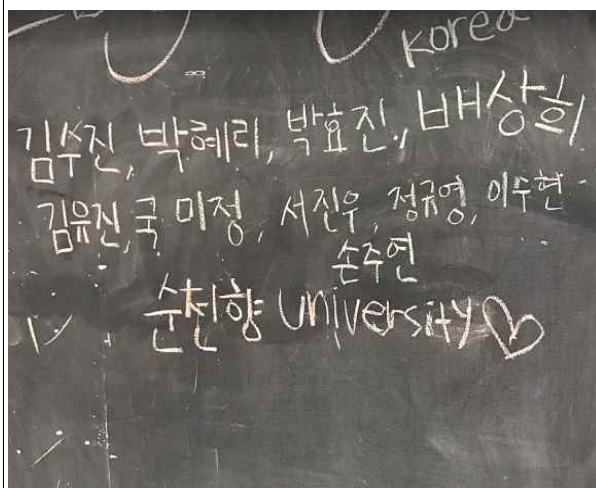 Korea
김수진, 박혜리, 박효진, 배상희
김유진, 국미정, 서진우, 정규영, 이수현
손주연
순천향 university♡